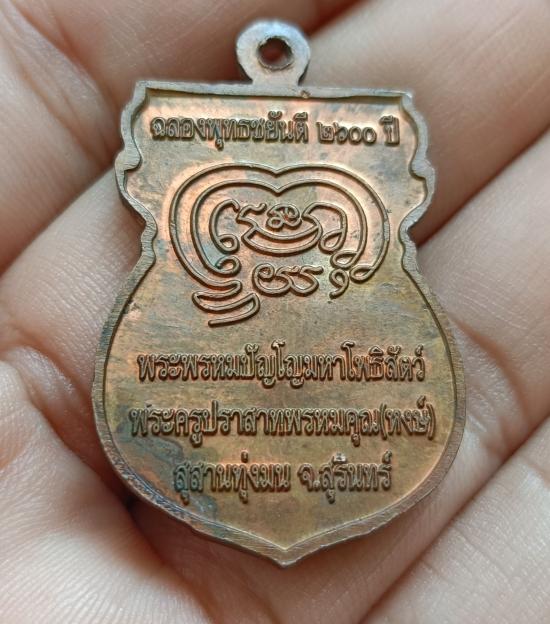 ฉลองพุทธชยันตี ๒๖๐๐ ปี
พระพรหมปัญโญมหาโพธิสัตว์
พระครูปราสาทพรหมคุณ(หงษ์)
สุสานทุ่งมน จ.สุรินทร์